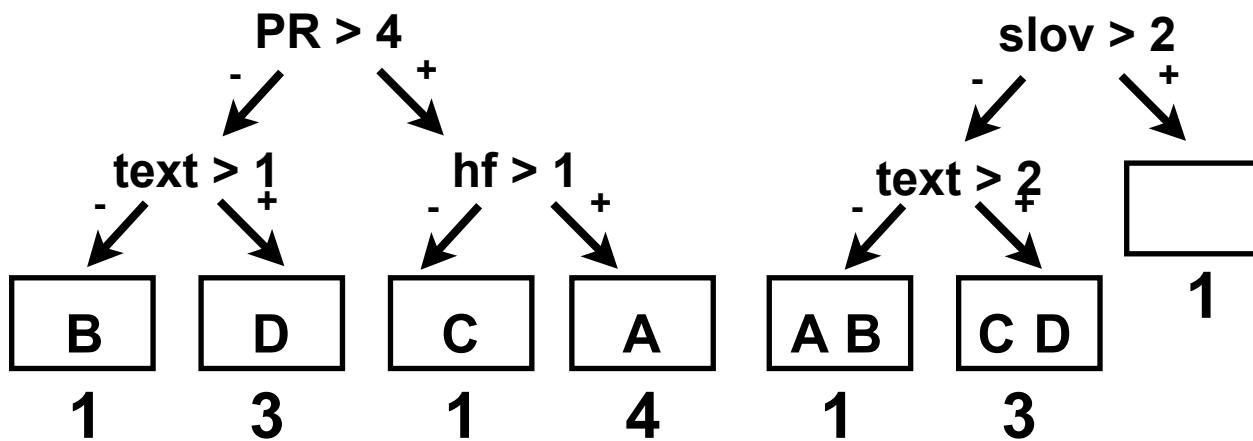 PR > 4
slov > 2
- +
- +
text > 1
hf > 1
text > 2
- +
- +
- +
B
D
C
A
A B
C D
1
1
3
1
4
1
3